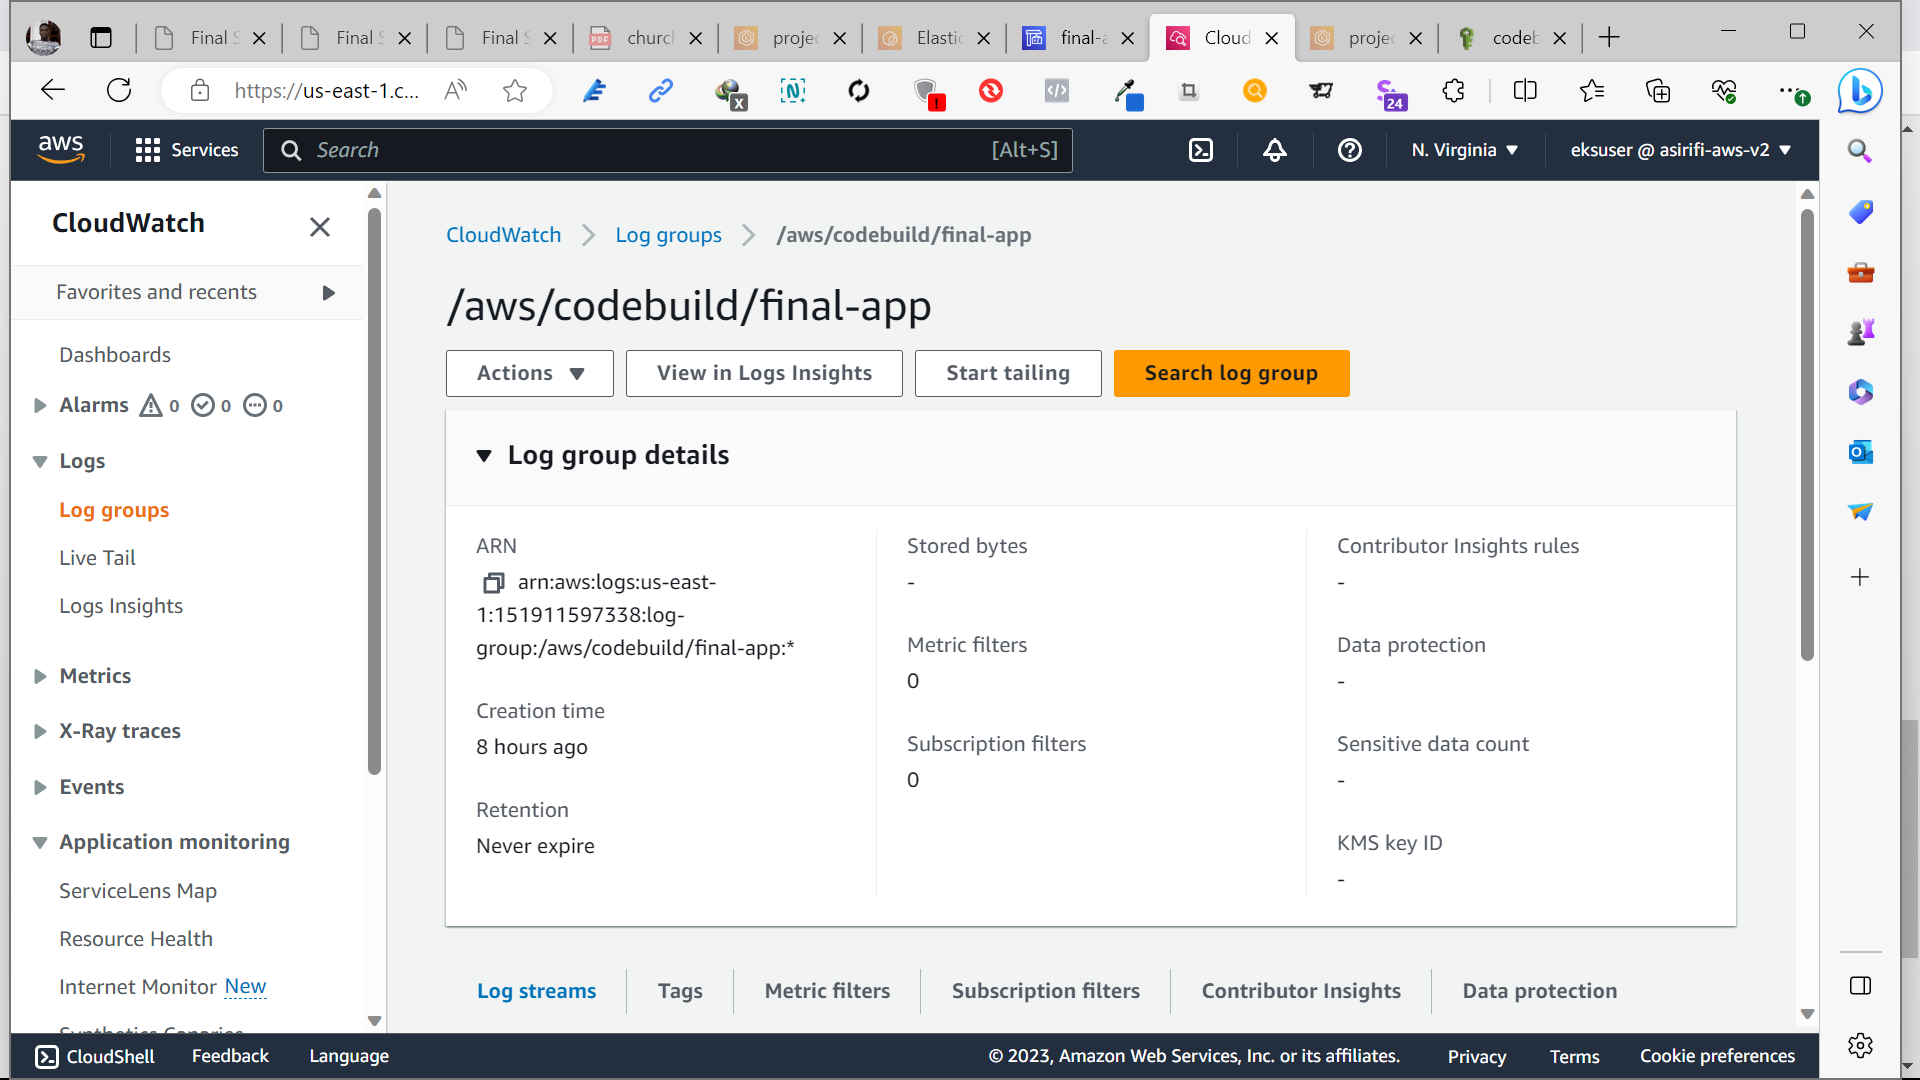 Final S
Final S
Final S
PDF
church
projec
Elastic
final-a
Cloud
projec
codeb
https://us-east-1.c...
A
X
N
!
24
b
aws
Services
Search
[Alt+S]
N. Virginia
eksuser @ asirifi-aws-v2
CloudWatch
Favorites and recents
Dashboards
Alarms 0 0 0
Logs
Log groups
Live Tail
Logs Insights
Metrics
X-Ray traces
Events
Application monitoring
ServiceLens Map
Resource Health
Internet Monitor New
Synthetics Canaries
CloudWatch
Log groups
/aws/codebuild/final-app
/aws/codebuild/final-app
Actions
View in Logs Insights
Start tailing
Search log group
Log group details
ARN
arn:aws:logs:us-east-
1:151911597338:log-
group:/aws/codebuild/final-app:*
Creation time
8 hours ago
Retention
Never expire
Stored bytes
-
Metric filters
0
Subscription filters
0
Contributor Insights rules
-
Data protection
-
Sensitive data count
-
KMS key ID
-
Log streams
Tags
Metric filters
Subscription filters
Contributor Insights
Data protection
CloudShell
Feedback
Language
© 2023, Amazon Web Services, Inc. or its affiliates.
Privacy
Terms
Cookie preferences